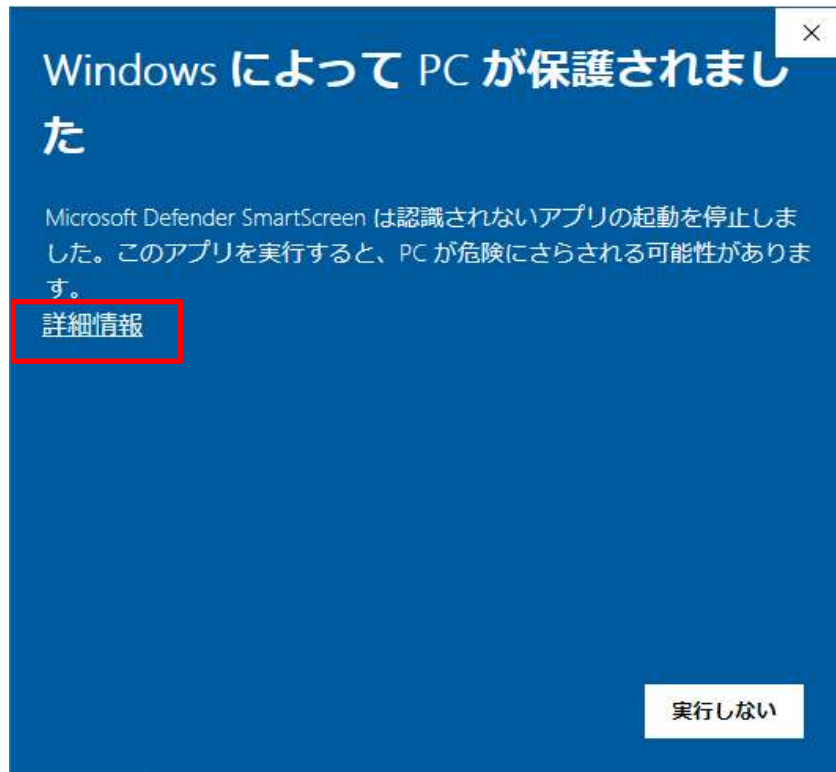 Windows によって PC が保護されまし
た
Microsoft Defender SmartScreen は認識されないアプリの起動を停止しま
した。このアプリを実行すると、PC が危険にさらされる可能性がありま
す。
詳細情報
実行しない